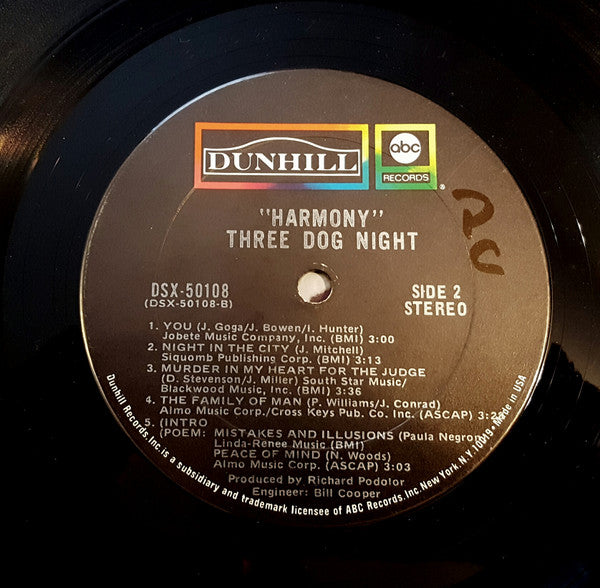 DUNHILL
abc
RECORDS
®
"HARMONY"
THREE DOG NIGHT
DSX-50108
(DSX-50108-B)
SIDE 2
STEREO
1. YOU (J. Goga/J. Bowen/I. Hunter)
Jobete Music Company, Inc. (BMI) 3:00
2. NIGHT IN THE CITY (J. Mitchell)
Siquomb Publishing Corp. (BMI) 3:13
3. MURDER IN MY HEART FOR THE JUDGE
(D. Stevenson/J. Miller) South Star Music/
Blackwood Music, Inc. (BMI) 3:36
4. THE FAMILY OF MAN (P. Williams/J. Conrad)
Almo Music Corp./Cross Keys Pub. Co. Inc. (ASCAP)
5. (INTRO
(POEM: MISTAKES AND ILLUSIONS (Paula Negron)
Linda-Renee Music (BMI)
PEACE OF MIND (N. Woods)
Almo Music Corp. (ASCAP) 3:03
Produced by Richard Podolor
Engineer: Bill Cooper
Dunhill Records, Inc. is a subsidiary and trademark licensee of ABC Records, Inc. New York, N.Y. 10019 • Made in USA